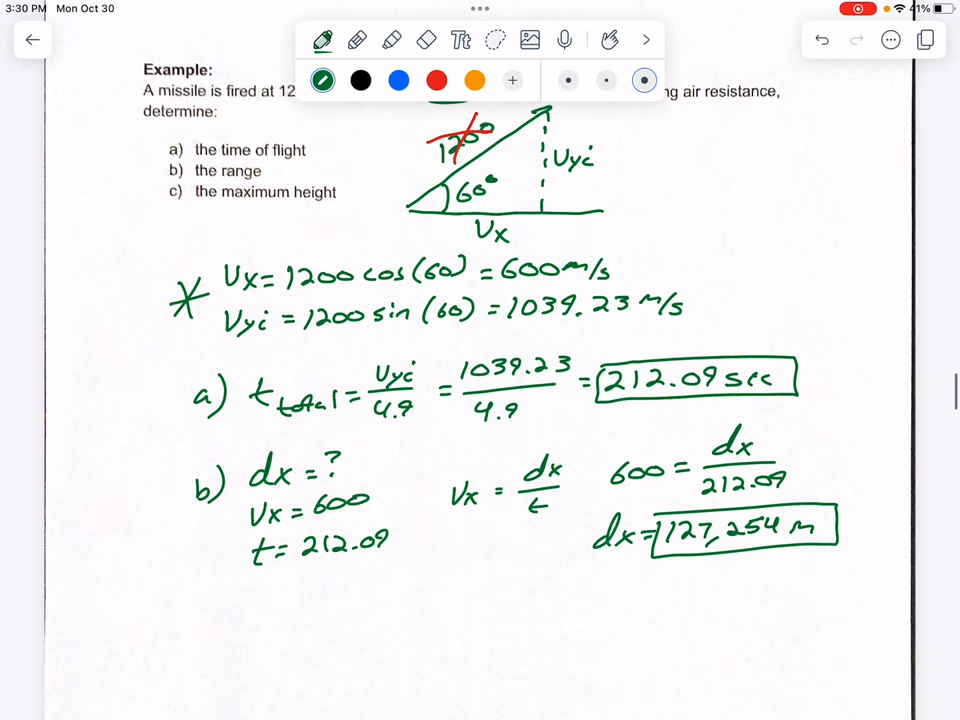 3:30 PM Mon Oct 30
41%
Tt
Example:
A missile is fired at 12
ng air resistance,
determine:
a) the time of flight
b) the range
c) the maximum height
1200
60°
Vyi
Vx
Vx = 1200 cos(60) = 600 m/s
Vyi = 1200 sin (60) = 1039.23 m/s
a) t total = Vyi / 4.9 = 1039.23 / 4.9 = 212.09 sec
b) dx = ?
Vx = 600
t = 212.09
Vx = dx / t
600 = dx / 212.09
dx = 127,254 m